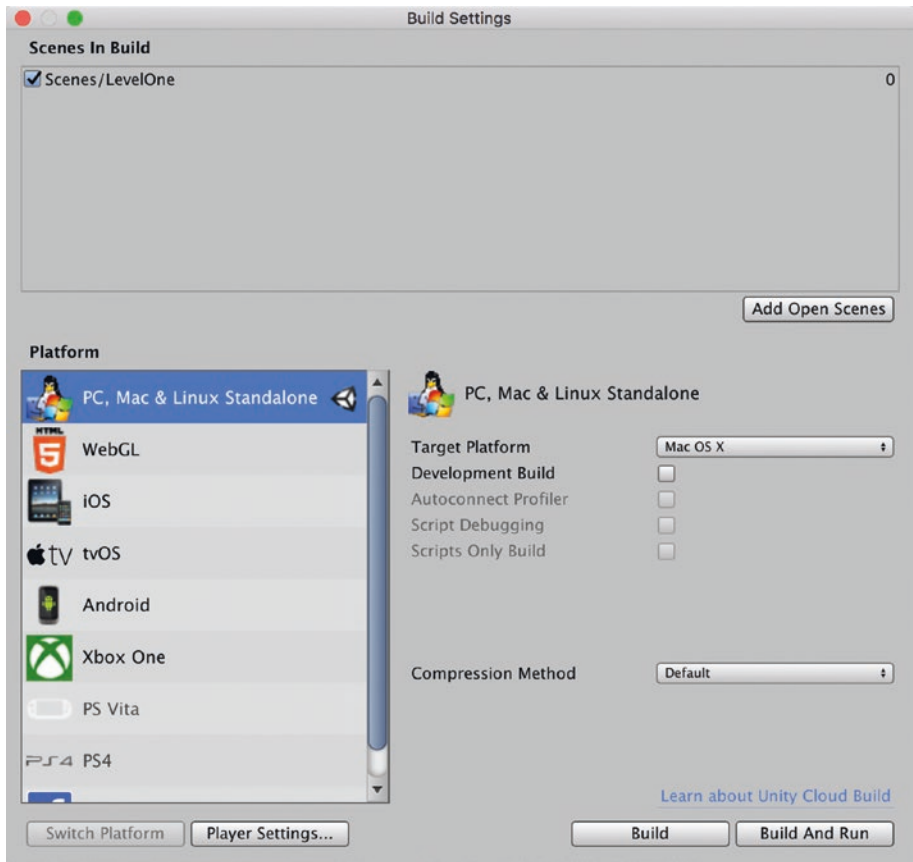 Build Settings
Scenes In Build
Scenes/LevelOne 0
Add Open Scenes
Platform
PC, Mac & Linux Standalone
HTML
5
WebGL
iOS
tv tvOS
Android
Xbox One
PS Vita
PS4 PS4
PC, Mac & Linux Standalone
Target Platform Mac OS X
Development Build
Autoconnect Profiler
Script Debugging
Scripts Only Build
Compression Method Default
Learn about Unity Cloud Build
Switch Platform Player Settings... Build Build And Run